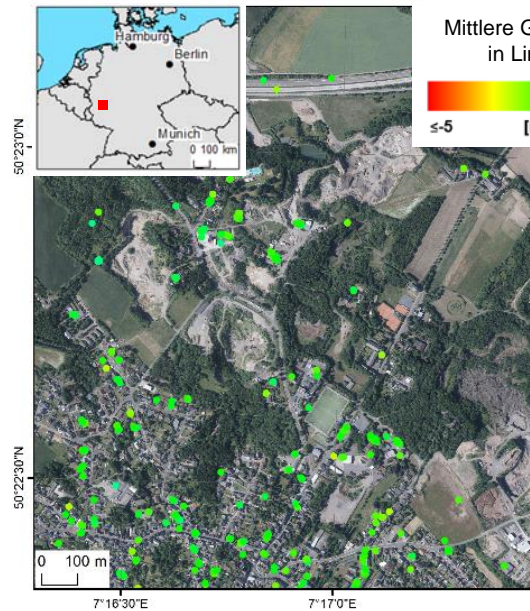 Hamburg
Berlin
Munich
0 100 km
Mittlere G
in Lin
≤-5 [
50°23'0"N
50°22'30"N
0 100 m
7°16'30"E 7°17'0"E